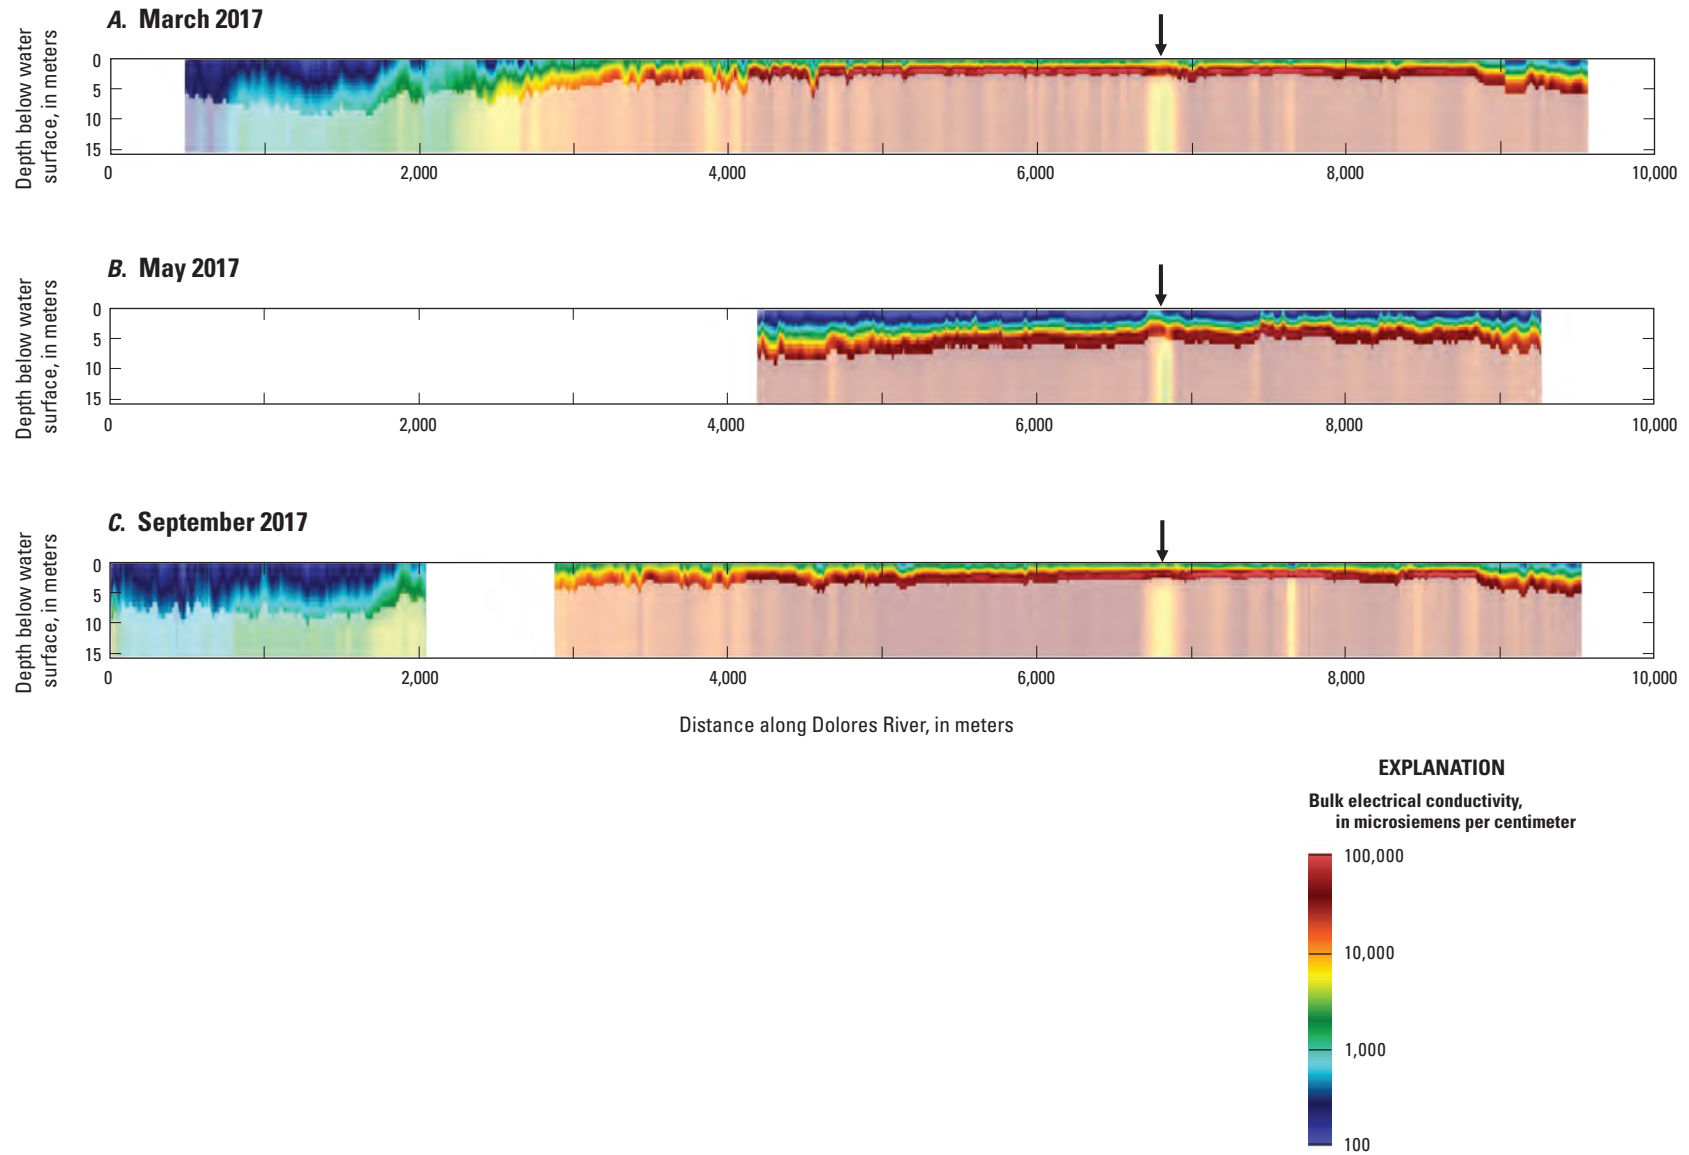 A. March 2017
Depth below water
surface, in meters
0
5
10
15
0 2,000 4,000 6,000 8,000 10,000
B. May 2017
Depth below water
surface, in meters
0
5
10
15
0 2,000 4,000 6,000 8,000 10,000
C. September 2017
Depth below water
surface, in meters
0
5
10
15
0 2,000 4,000 6,000 8,000 10,000
Distance along Dolores River, in meters
EXPLANATION
Bulk electrical conductivity,
in microsiemens per centimeter
100,000
10,000
1,000
100